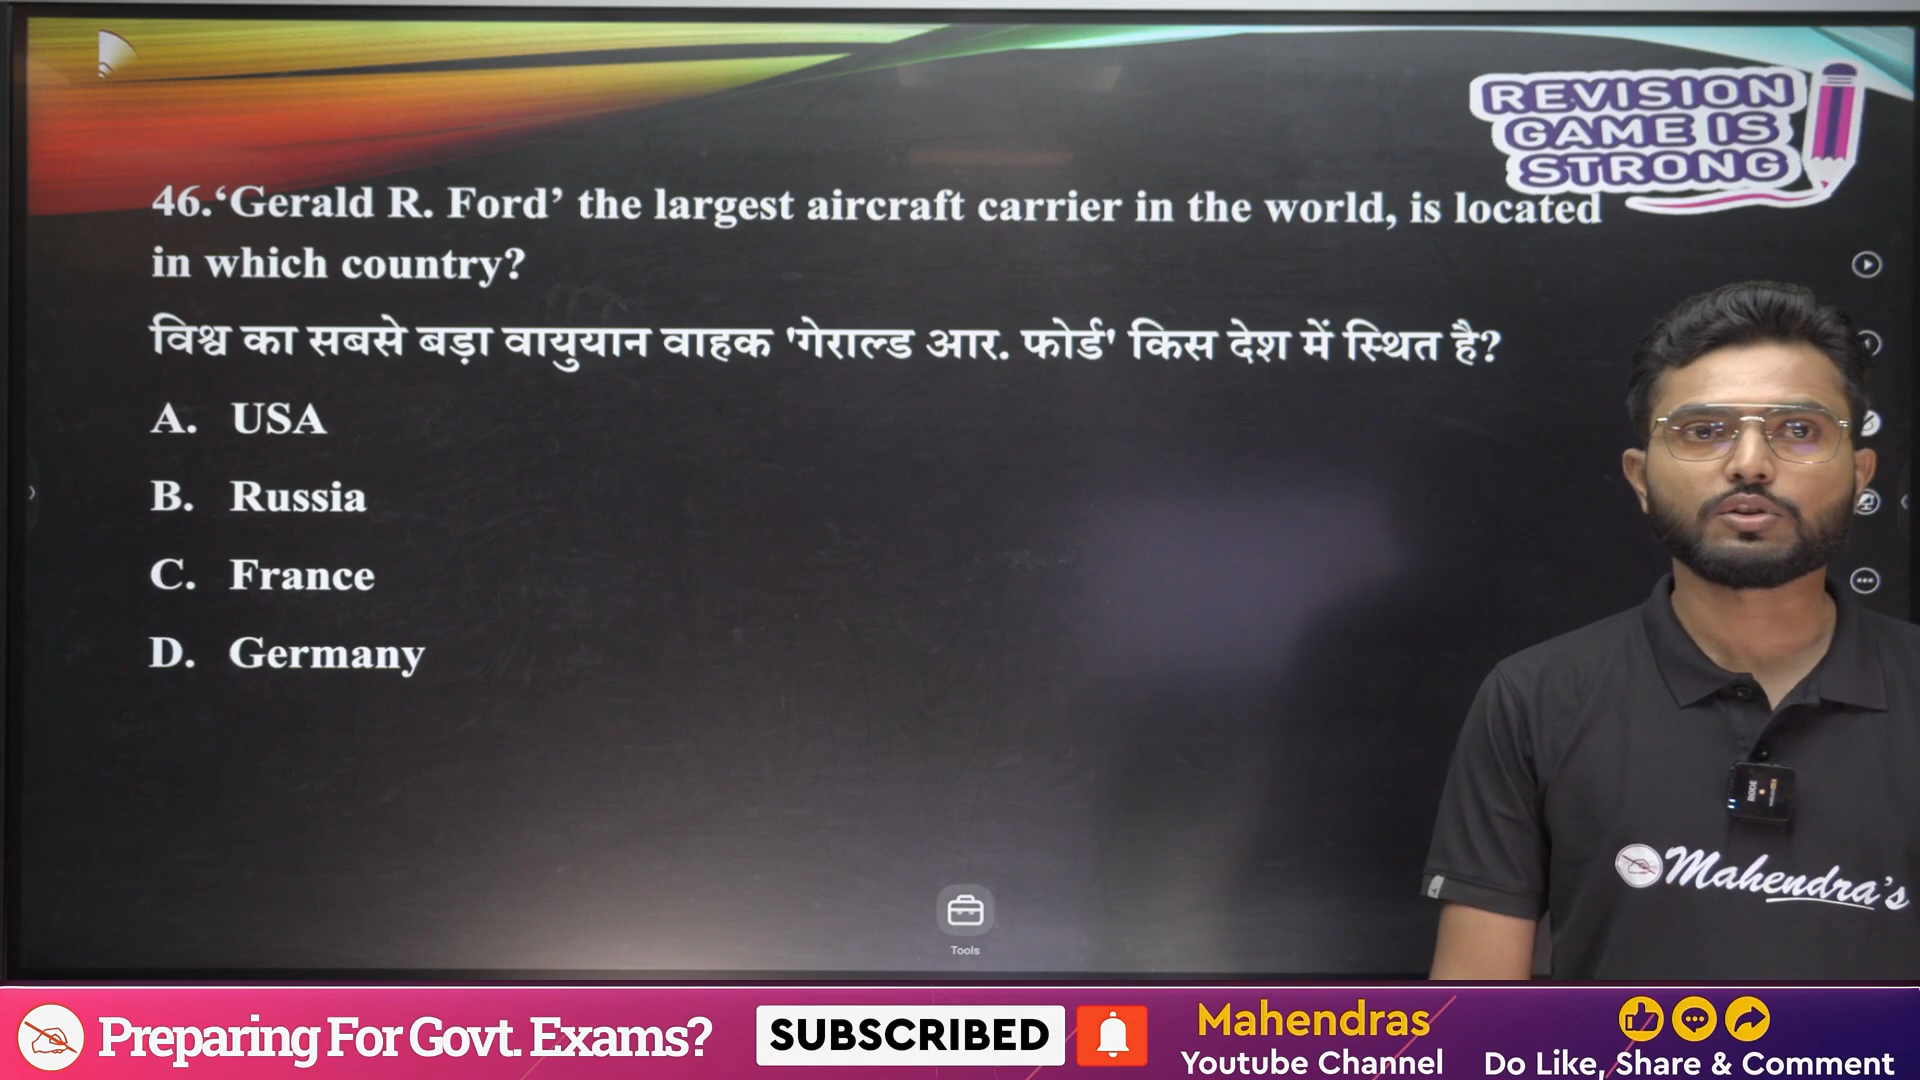 REVISION
GAME IS
STRONG
46.‘Gerald R. Ford’ the largest aircraft carrier in the world, is located
in which country?
विश्व का सबसे बड़ा वायुयान वाहक 'गेराल्ड आर. फोर्ड' किस देश में स्थित है?
A. USA
B. Russia
C. France
D. Germany
RODE
Mahendra's
Tools
Preparing For Govt. Exams?
SUBSCRIBED
Mahendras
Youtube Channel
Do Like, Share & Comment